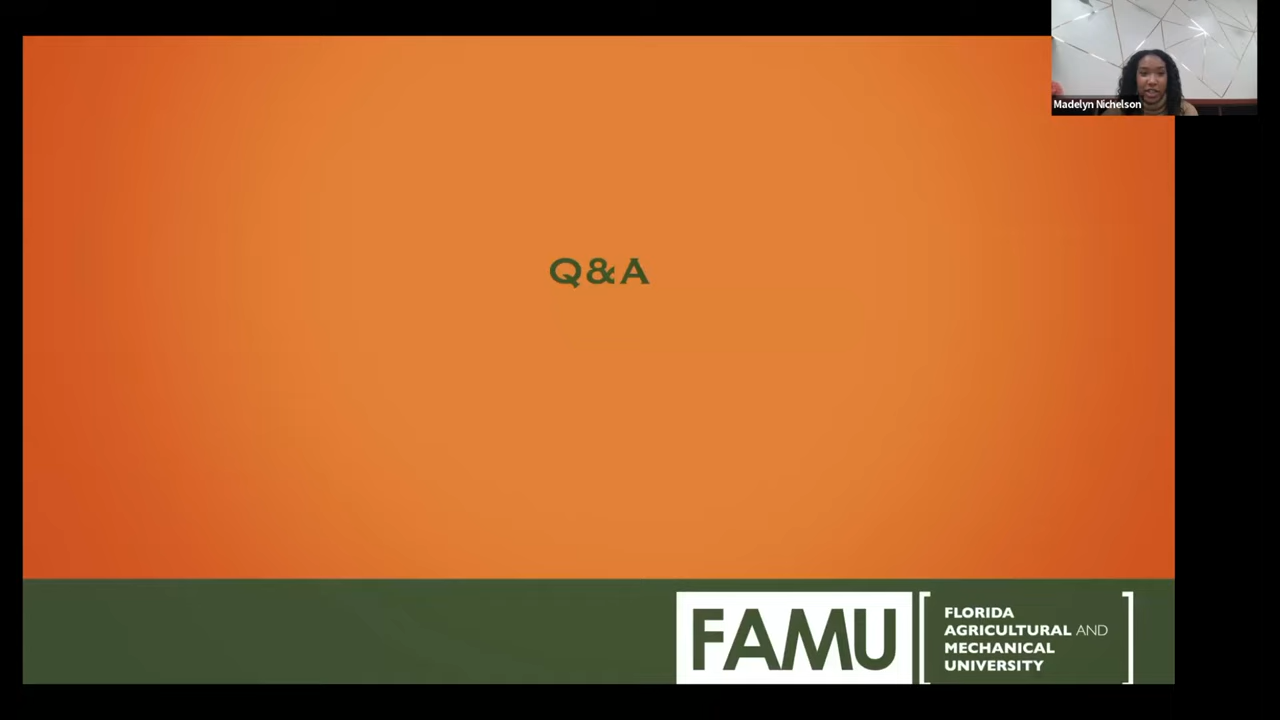 Madelyn Nichelson
Q&A
FAMU
FLORIDA
AGRICULTURAL AND
MECHANICAL
UNIVERSITY